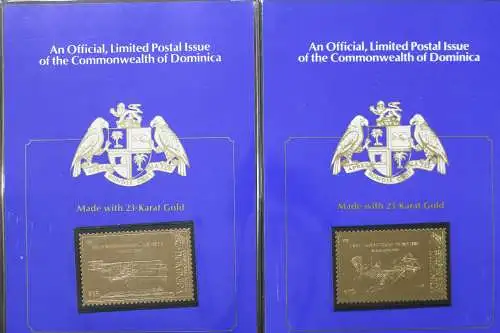 An Official, Limited Postal Issue
of the Commonwealth of Dominica
Made with 23-Karat Gold
An Official, Limited Postal Issue
of the Commonwealth of Dominica
Made with 23-Karat Gold